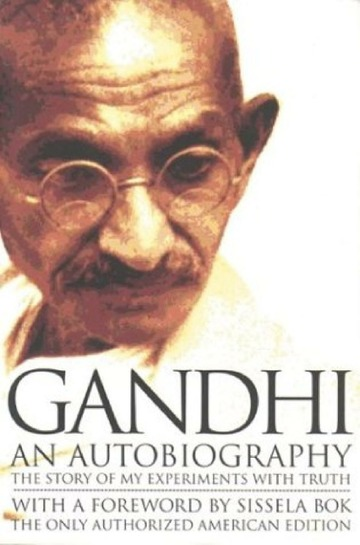 GANDHI
AN AUTOBIOGRAPHY
THE STORY OF MY EXPERIMENTS WITH TRUTH
WITH A FOREWORD BY SISSELA BOK
THE ONLY AUTHORIZED AMERICAN EDITION